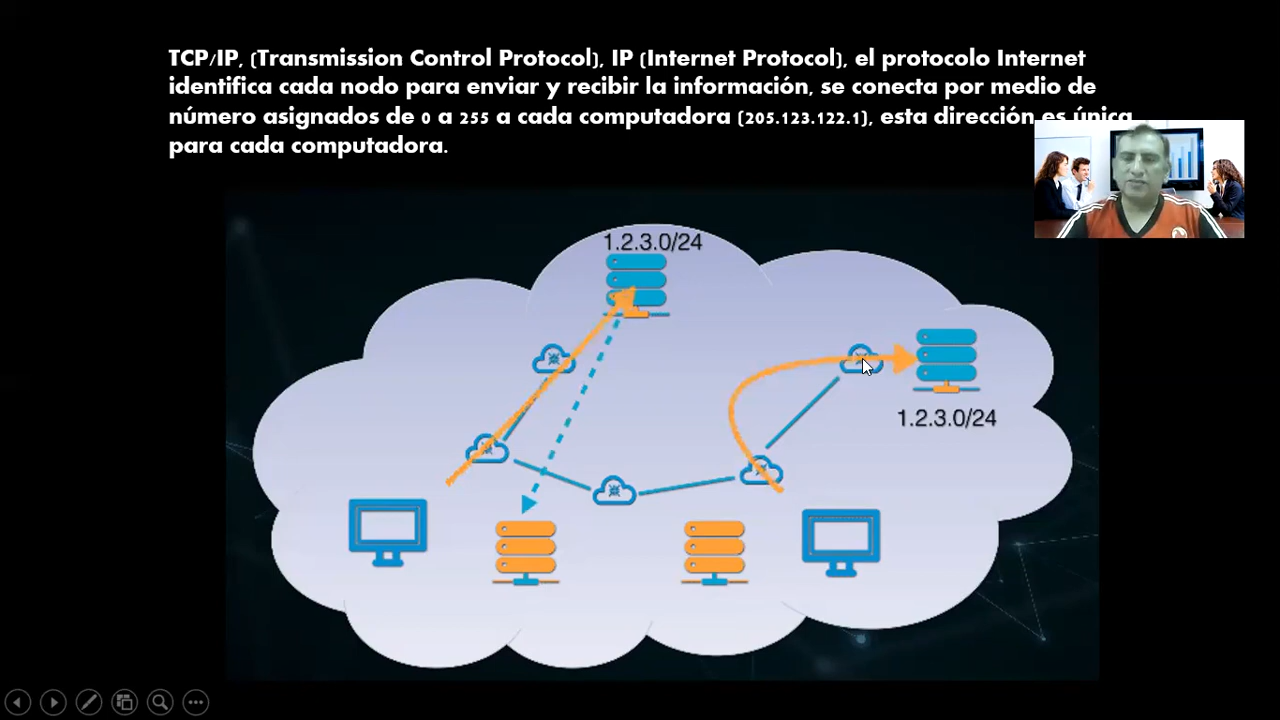 TCP/IP, (Transmission Control Protocol), IP (Internet Protocol), el protocolo Internet
identifica cada nodo para enviar y recibir la información, se conecta por medio de
número asignados de 0 a 255 a cada computadora (205.123.122.1), esta dirección es única
para cada computadora.
1.2.3.0/24
1.2.3.0/24